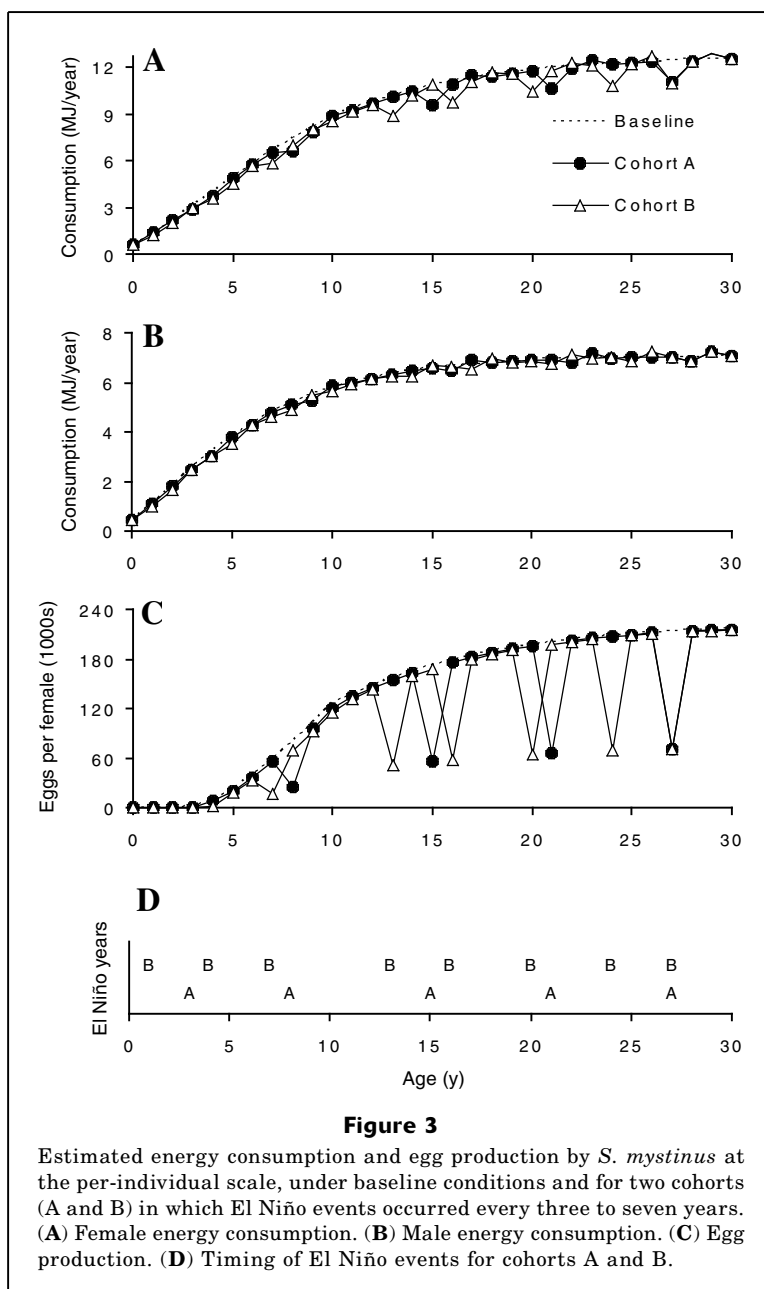 A
Consumption (MJ/year)
12
9
6
3
0
Baseline
Cohort A
Cohort B
0 5 10 15 20 25 30
B
Consumption (MJ/year)
8
6
4
2
0
0 5 10 15 20 25 30
C
Eggs per female (1000s)
240
180
120
60
0
0 5 10 15 20 25 30
D
El Niño years
B B B B B B B B
A A A A A
0 5 10 15 20 25 30
Age (y)
Figure 3
Estimated energy consumption and egg production by S. mystinus at
the per-individual scale, under baseline conditions and for two cohorts
(A and B) in which El Niño events occurred every three to seven years.
(A) Female energy consumption. (B) Male energy consumption. (C) Egg
production. (D) Timing of El Niño events for cohorts A and B.